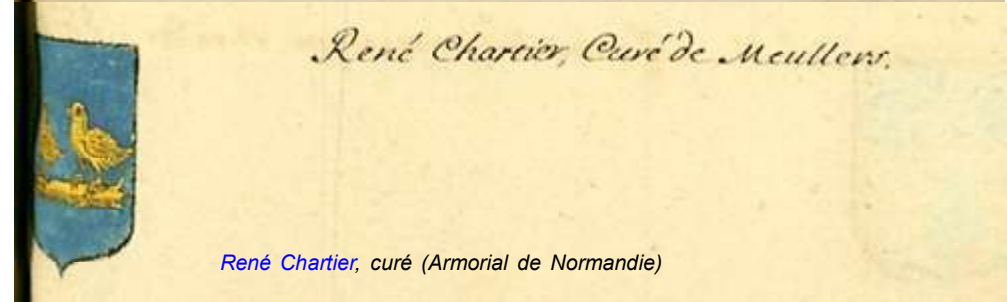 René Chartier, Curé de Meullers.
René Chartier, curé (Armorial de Normandie)